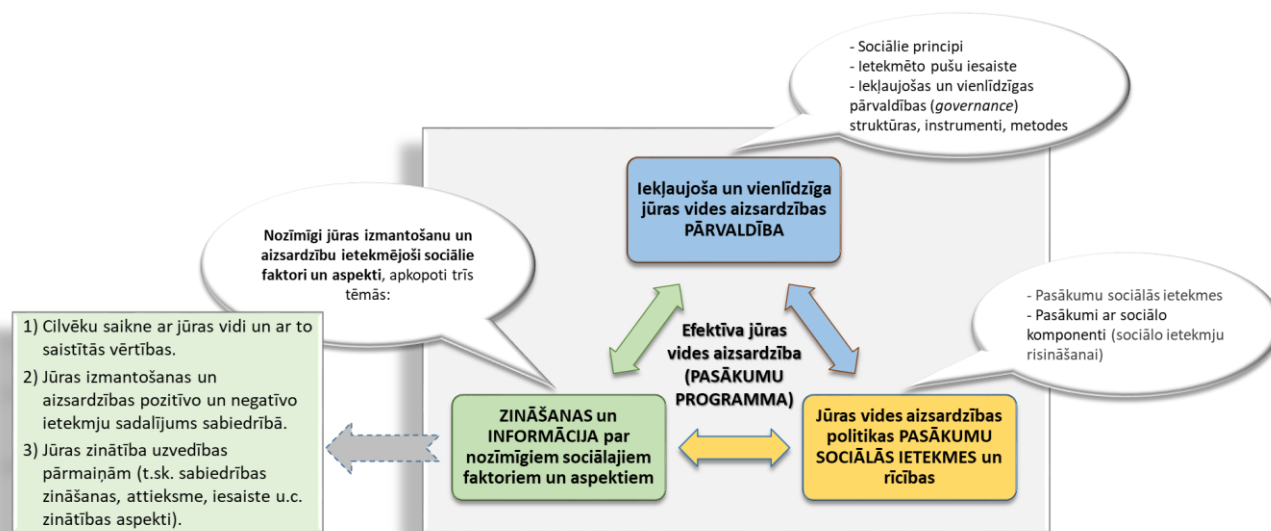 - Sociālie principi
- Ietekmēto pušu iesaiste
- Iekļaujošas un vienlīdzīgas
pārvaldības (governance)
struktūras, instrumenti, metodes
Iekļaujoša un vienlīdzīga
jūras vides aizsardzības
PĀRVALDĪBA
Nozīmīgi jūras izmantošanu un
aizsardzību ietekmējoši sociālie
faktori un aspekti, apkopoti trīs
tēmās:
1) Cilvēku saikne ar jūras vidi un ar to
saistītās vērtības.
2) Jūras izmantošanas un
aizsardzības pozitīvo un negatīvo
ietekmju sadalījums sabiedrībā.
3) Jūras zinātība uzvedības
pārmaiņām (t.sk. sabiedrības
zināšanas, attieksme, iesaiste u.c.
zinātības aspekti).
Efektīva jūras
vides aizsardzība
(PASĀKUMU
PROGRAMMA)
- Pasākumu sociālās ietekmes
- Pasākumi ar sociālo
komponenti (sociālo ietekmju
risināšanai)
ZINĀŠANAS un
INFORMĀCIJA par
nozīmīgiem sociālajiem
faktoriem un aspektiem
Jūras vides aizsardzības
politikas PASĀKUMU
SOCIĀLĀS IETEKMES un
rīcības